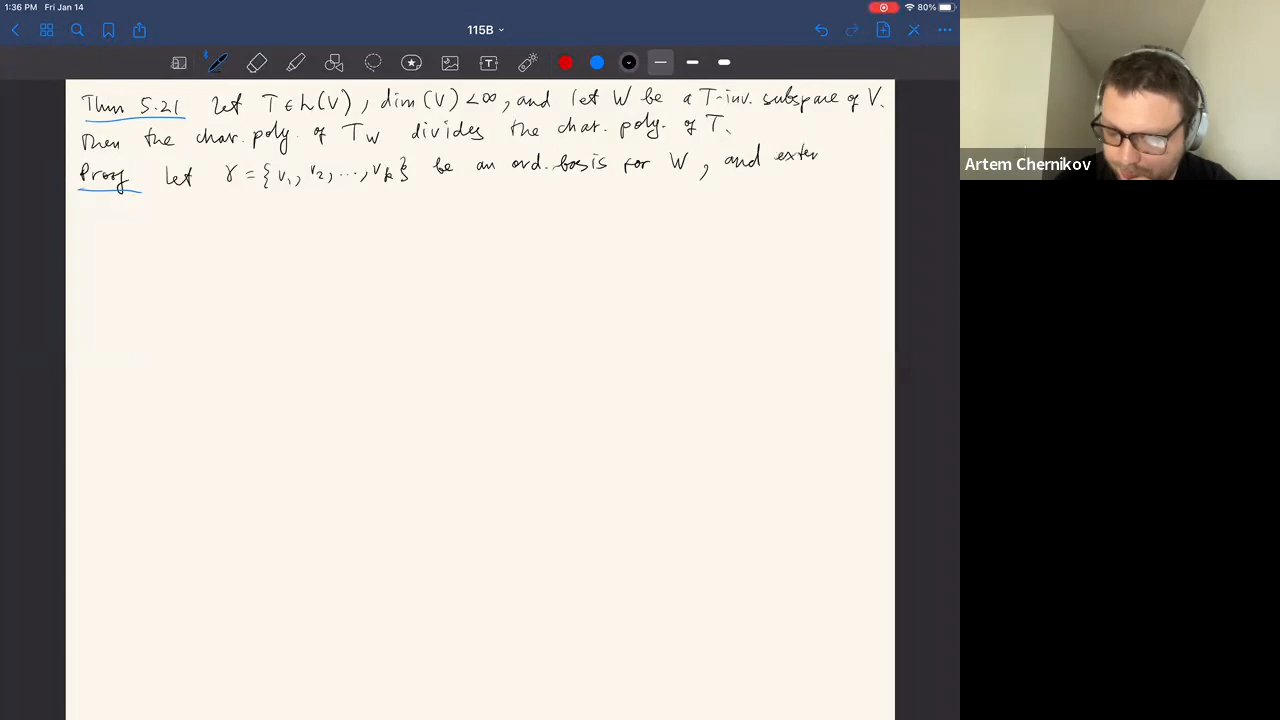 1:36 PM Fri Jan 14
80%
115B
Thm 5.21 Let T ∈ L(V), dim(V) < ∞, and let W be a T-inv. subspace of V.
Then the char. poly. of T_W divides the char. poly. of T.
Proof Let γ = {v₁, v₂, ..., vₖ} be an ord. basis for W, and exten
Artem Chernikov